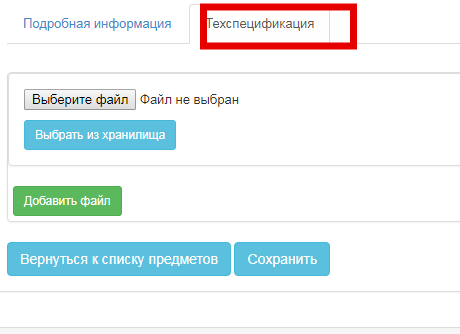 Подробная информация Техспецификация
Выберите файл Файл не выбран
Выбрать из хранилища
Добавить файл
Вернуться к списку предметов Сохранить